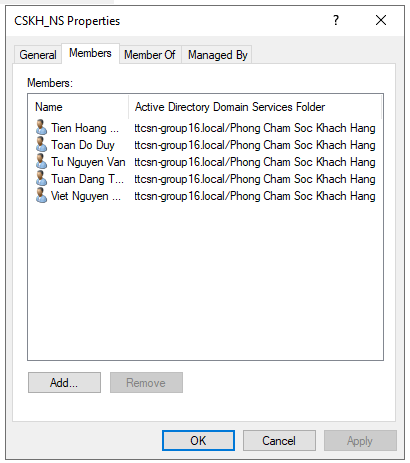 CSKH_NS Properties
General Members Member Of Managed By
Members:
Name Active Directory Domain Services Folder
Tien Hoang ... ttcsn-group16.local/Phong Cham Soc Khach Hang
Toan Do Duy ttcsn-group16.local/Phong Cham Soc Khach Hang
Tu Nguyen Van ttcsn-group16.local/Phong Cham Soc Khach Hang
Tuan Dang T... ttcsn-group16.local/Phong Cham Soc Khach Hang
Viet Nguyen ... ttcsn-group16.local/Phong Cham Soc Khach Hang
Add... Remove
OK Cancel Apply